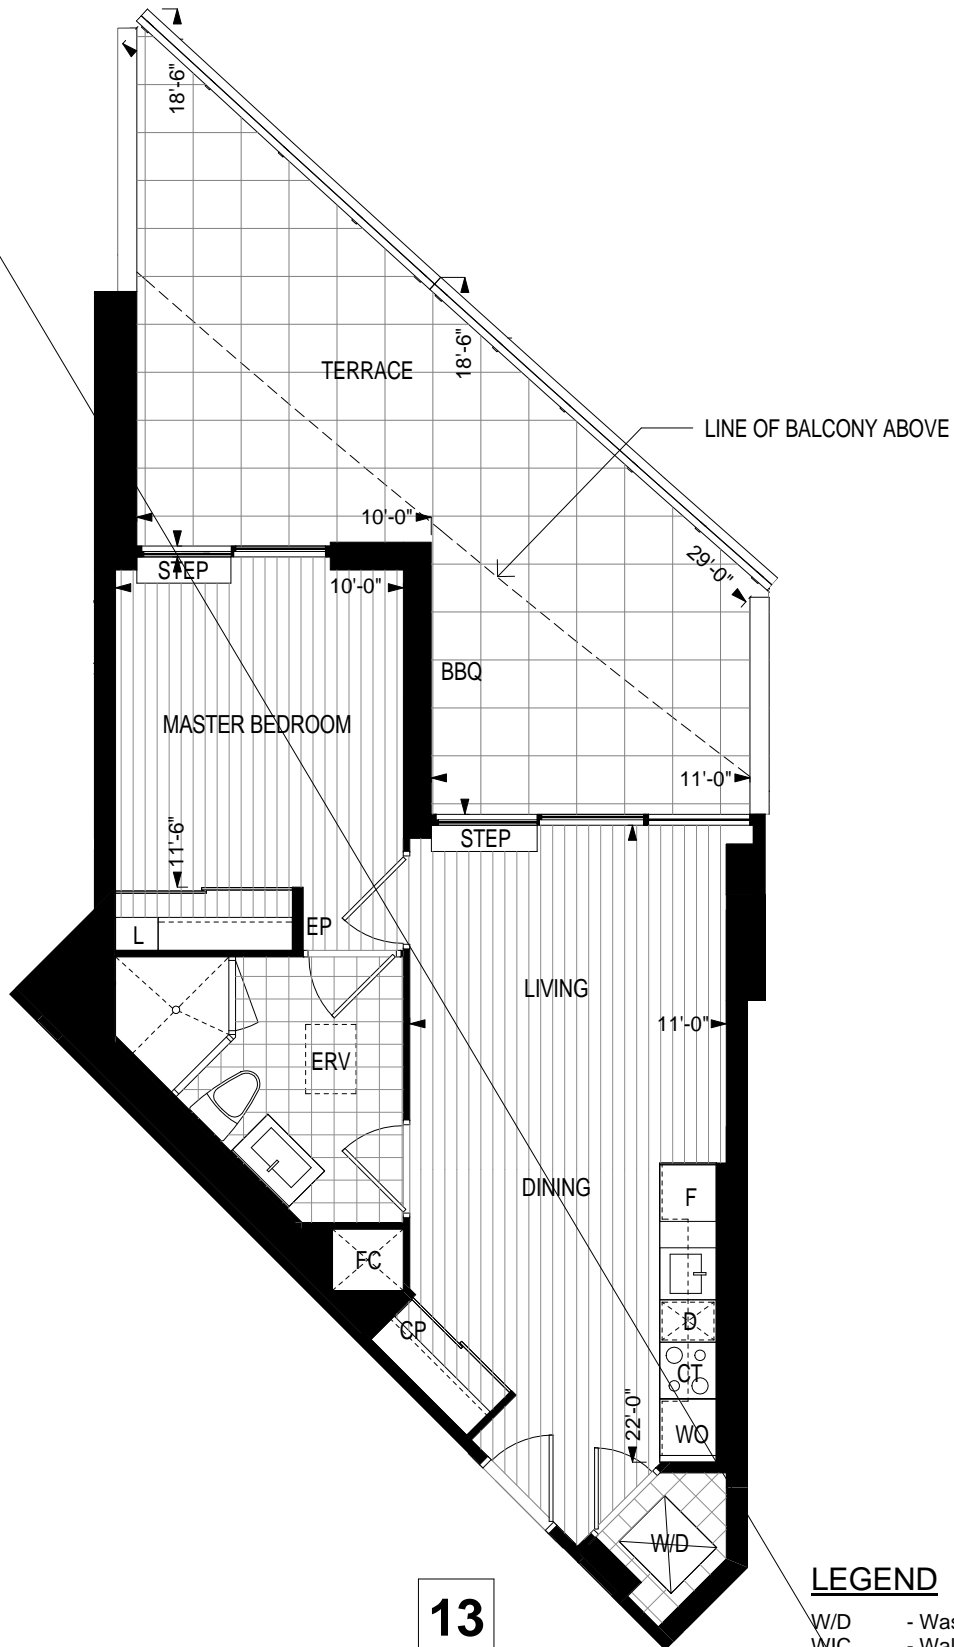 18'-6"
18'-6"
TERRACE
LINE OF BALCONY ABOVE
10'-0"
29'-0"
STEP
10'-0"
BBQ
MASTER BEDROOM
11'-0"
11'-6"
STEP
EP
L
LIVING
11'-0"
ERV
DINING
F
FC
D
CP
CT
22'-0"
WO
W/D
LEGEND
13
W/D - Was
WIC - Wal